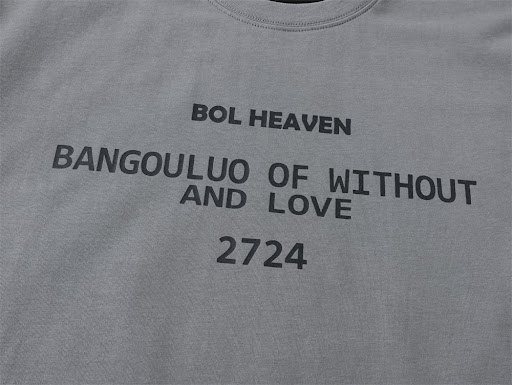 BOL HEAVEN
BANGOULUO OF WITHOUT
AND LOVE
2724